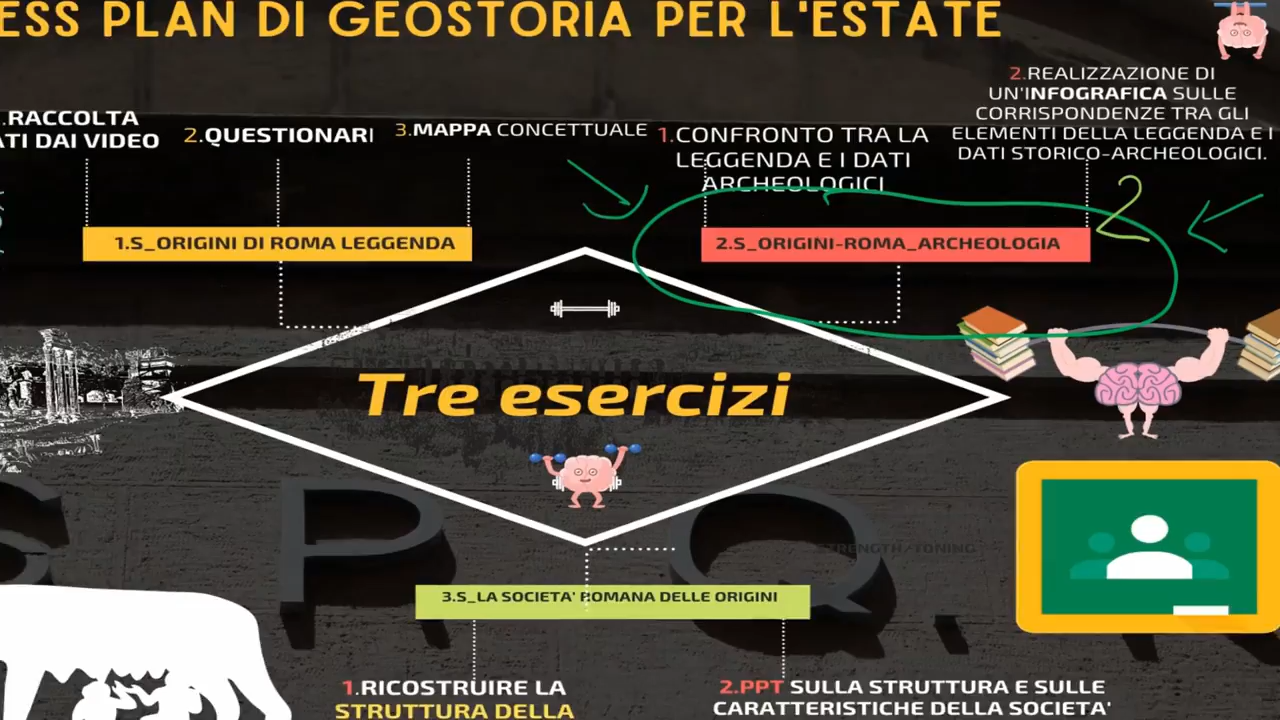 ESS PLAN DI GEOSTORIA PER L'ESTATE
.RACCOLTA
ATI DAI VIDEO
2.QUESTIONARI
3.MAPPA CONCETTUALE
1.CONFRONTO TRA LA
LEGGENDA E I DATI
ARCHEOLOGICI
2.REALIZZAZIONE DI
UN'INFOGRAFICA SULLE
CORRISPONDENZE TRA GLI
ELEMENTI DELLA LEGGENDA E I
DATI STORICO-ARCHEOLOGICI.
1.S_ORIGINI DI ROMA LEGGENDA
2.S_ORIGINI-ROMA_ARCHEOLOGIA
2
Tre esercizi
S P. Q.
STRENGTH/TONING
3.S_LA SOCIETA' ROMANA DELLE ORIGINI
1.RICOSTRUIRE LA
STRUTTURA DELLA
2.PPT SULLA STRUTTURA E SULLE
CARATTERISTICHE DELLA SOCIETA'